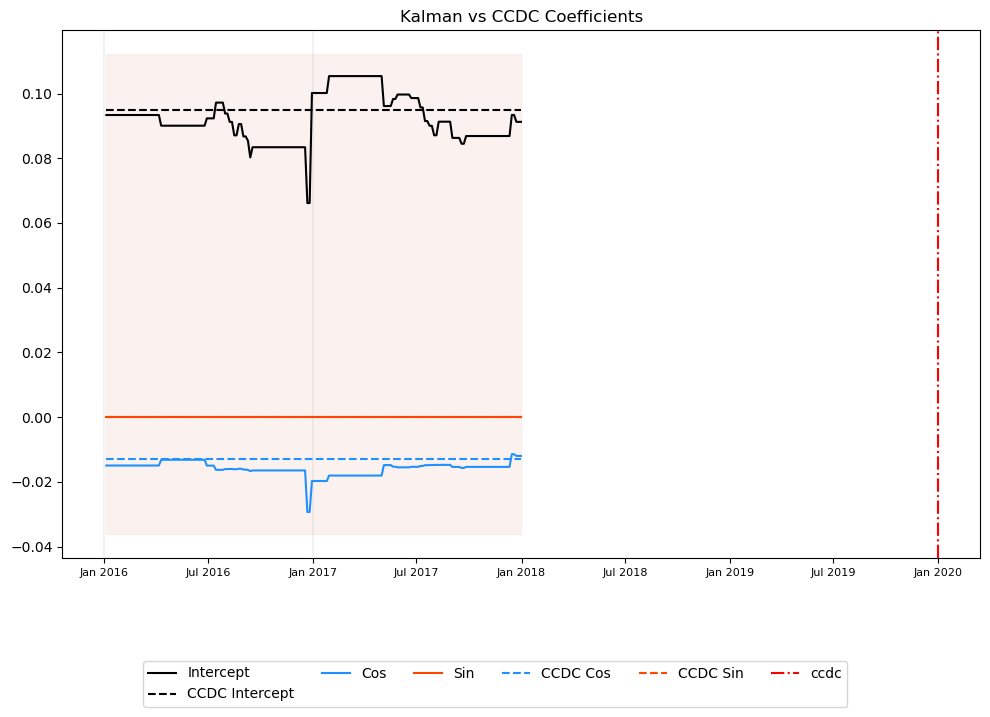 Kalman vs CCDC Coefficients
0.10
0.08
0.06
0.04
0.02
0.00
−0.02
−0.04
Jan 2016 Jul 2016 Jan 2017 Jul 2017 Jan 2018 Jul 2018 Jan 2019 Jul 2019 Jan 2020
Intercept Cos Sin CCDC Cos CCDC Sin ccdc
CCDC Intercept